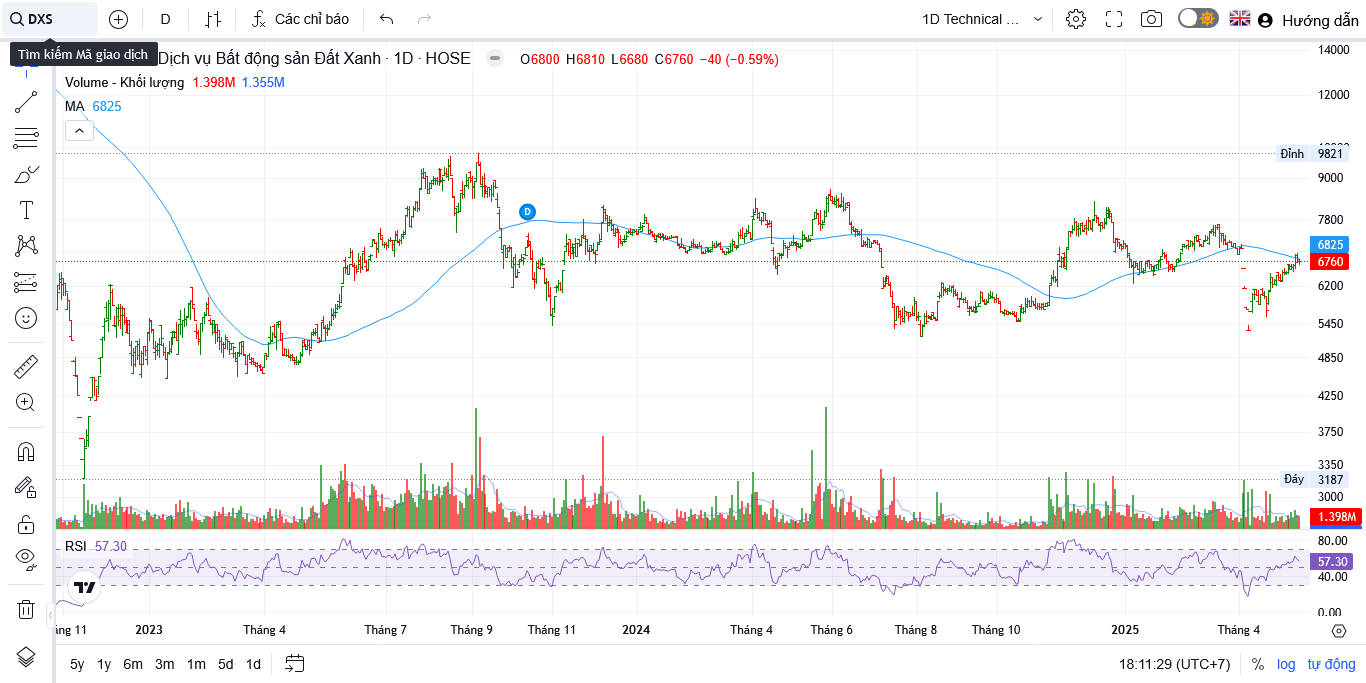 DXS D Các chỉ báo 1D Technical ... Hướng dẫn
Tìm kiếm Mã giao dịch
Dịch vụ Bất động sản Đất Xanh · 1D · HOSE O6800 H6810 L6680 C6760 −40 (−0.59%)
Volume - Khối lượng 1.398M 1.355M
MA 6825
14000
12000
Đỉnh 9821
9000
D
7800
6825
6760
6200
5450
4850
4250
3750
3350
Đáy 3187
3000
1.398M
RSI 57.30
80.00
57.30
40.00
0.00
áng 11 2023 Tháng 4 Tháng 7 Tháng 9 Tháng 11 2024 Tháng 4 Tháng 6 Tháng 8 Tháng 10 2025 Tháng 4
5y 1y 6m 3m 1m 5d 1d 18:11:29 (UTC+7) % log tự động